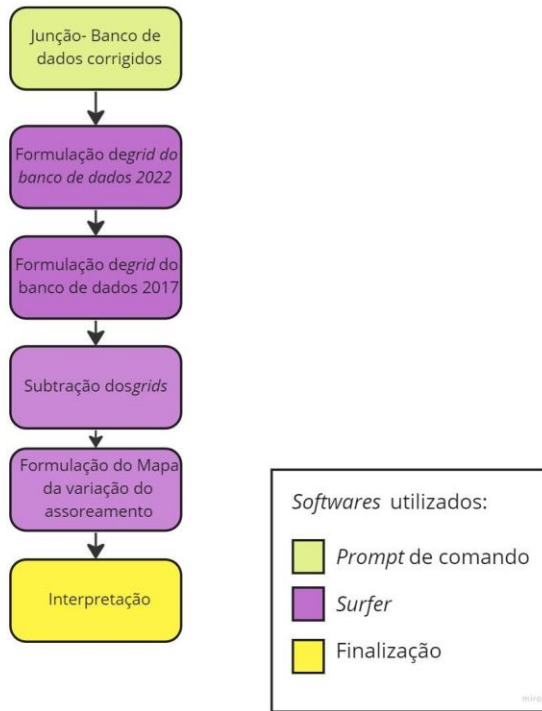 Junção- Banco de
dados corrigidos
Formulação degrid do
banco de dados 2022
Formulação degrid do
banco de dados 2017
Subtração dosgrids
Formulação do Mapa
da variação do
assoreamento
Interpretação
Softwares utilizados:
Prompt de comando
Surfer
Finalização
miro